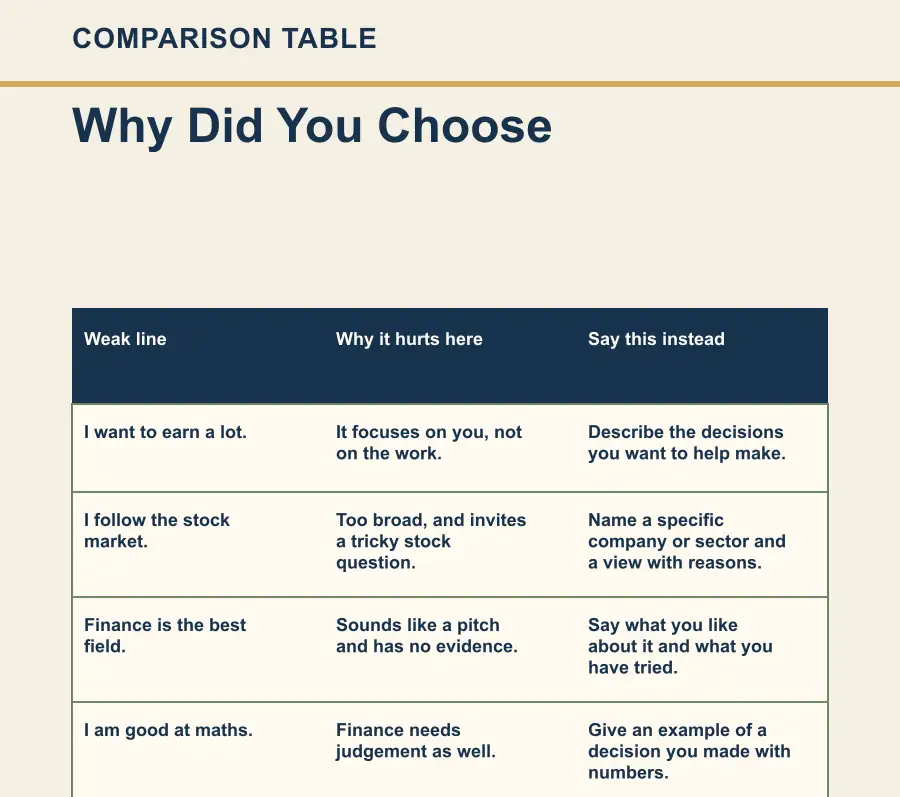 COMPARISON TABLE
Why Did You Choose
Weak line
Why it hurts here
Say this instead
I want to earn a lot.
It focuses on you, not
on the work.
Describe the decisions
you want to help make.
I follow the stock
market.
Too broad, and invites
a tricky stock
question.
Name a specific
company or sector and
a view with reasons.
Finance is the best
field.
Sounds like a pitch
and has no evidence.
Say what you like
about it and what you
have tried.
I am good at maths.
Finance needs
judgement as well.
Give an example of a
decision you made with
numbers.